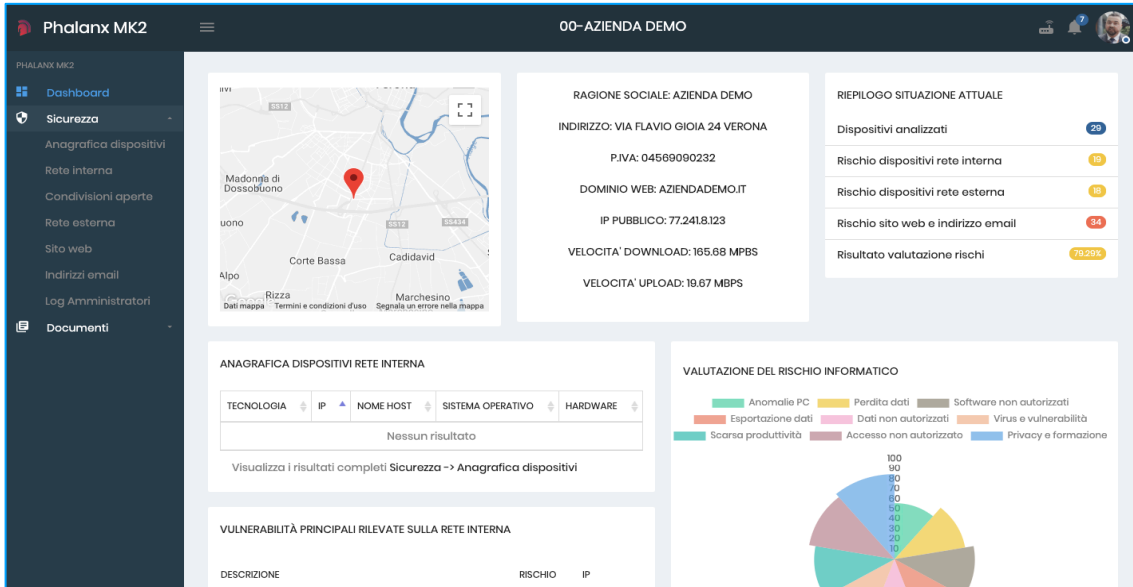 Phalanx MK2
00-AZIENDA DEMO
7
PHALANX MK2
Dashboard
Sicurezza
Anagrafica dispositivi
Rete interna
Condivisioni aperte
Rete esterna
Sito web
Indirizzi email
Log Amministratori
Documenti
SS12
Madonna di
Dossobuono
SS12
SS434
Corte Bassa
Cadidavid
Alpo
Rizza
Marchesino
Google
Dati mappa
Termini e condizioni d'uso
Segnala un errore nella mappa
RAGIONE SOCIALE: AZIENDA DEMO
INDIRIZZO: VIA FLAVIO GIOIA 24 VERONA
P.IVA: 04569090232
DOMINIO WEB: AZIENDADEMO.IT
IP PUBBLICO: 77.241.8.123
VELOCITA' DOWNLOAD: 165.68 MPBS
VELOCITA' UPLOAD: 19.67 MBPS
RIEPILOGO SITUAZIONE ATTUALE
Dispositivi analizzati 29
Rischio dispositivi rete interna 19
Rischio dispositivi rete esterna 18
Rischio sito web e indirizzo email 34
Risultato valutazione rischi 79.29%
ANAGRAFICA DISPOSITIVI RETE INTERNA
TECNOLOGIA IP NOME HOST SISTEMA OPERATIVO HARDWARE
Nessun risultato
Visualizza i risultati completi Sicurezza -> Anagrafica dispositivi
VULNERABILITÀ PRINCIPALI RILEVATE SULLA RETE INTERNA
DESCRIZIONE RISCHIO IP
VALUTAZIONE DEL RISCHIO INFORMATICO
Anomalie PC Perdita dati Software non autorizzati
Esportazione dati Dati non autorizzati Virus e vulnerabilità
Scarsa produttività Accesso non autorizzato Privacy e formazione
100
90
80
70
60
50
40
30
20
10